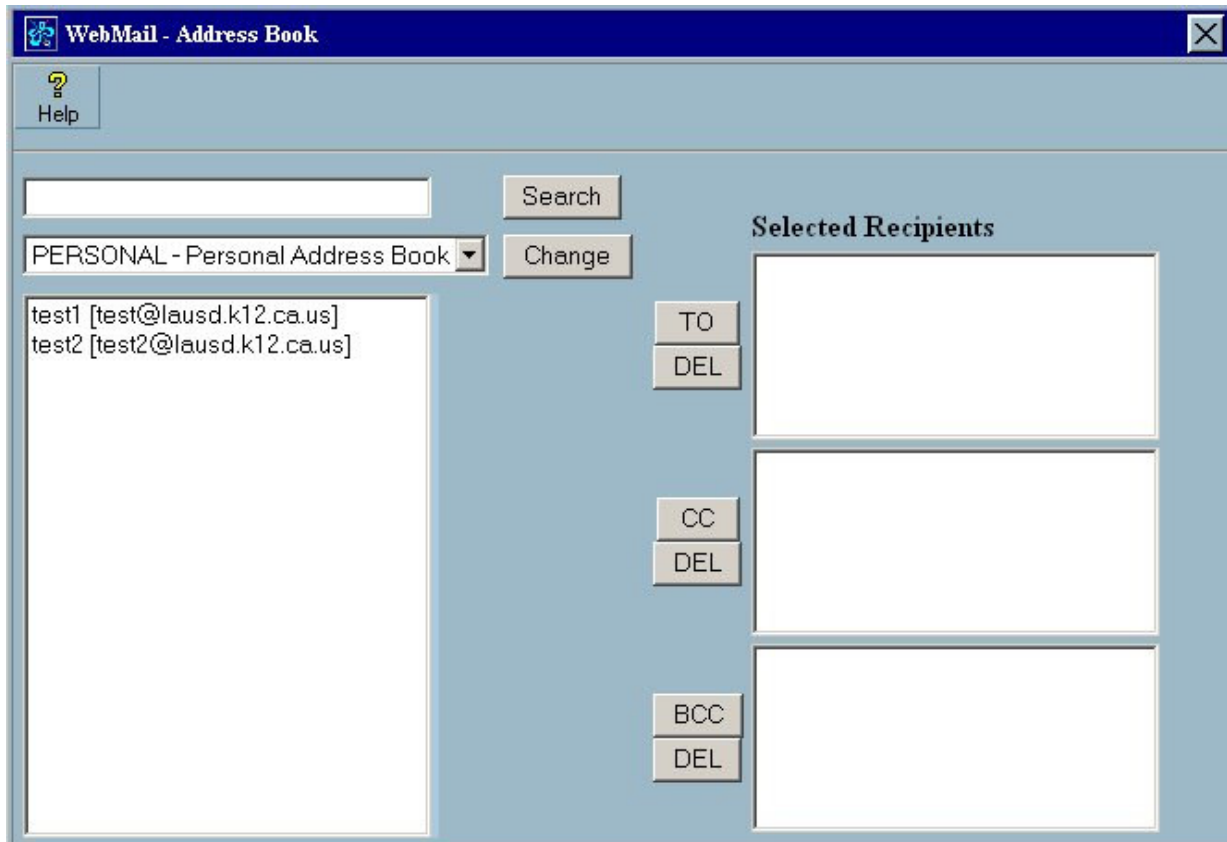 WebMail - Address Book
Help
Search
PERSONAL - Personal Address Book
Change
test1 [test@lausd.k12.ca.us]
test2 [test2@lausd.k12.ca.us]
Selected Recipients
TO
DEL
CC
DEL
BCC
DEL